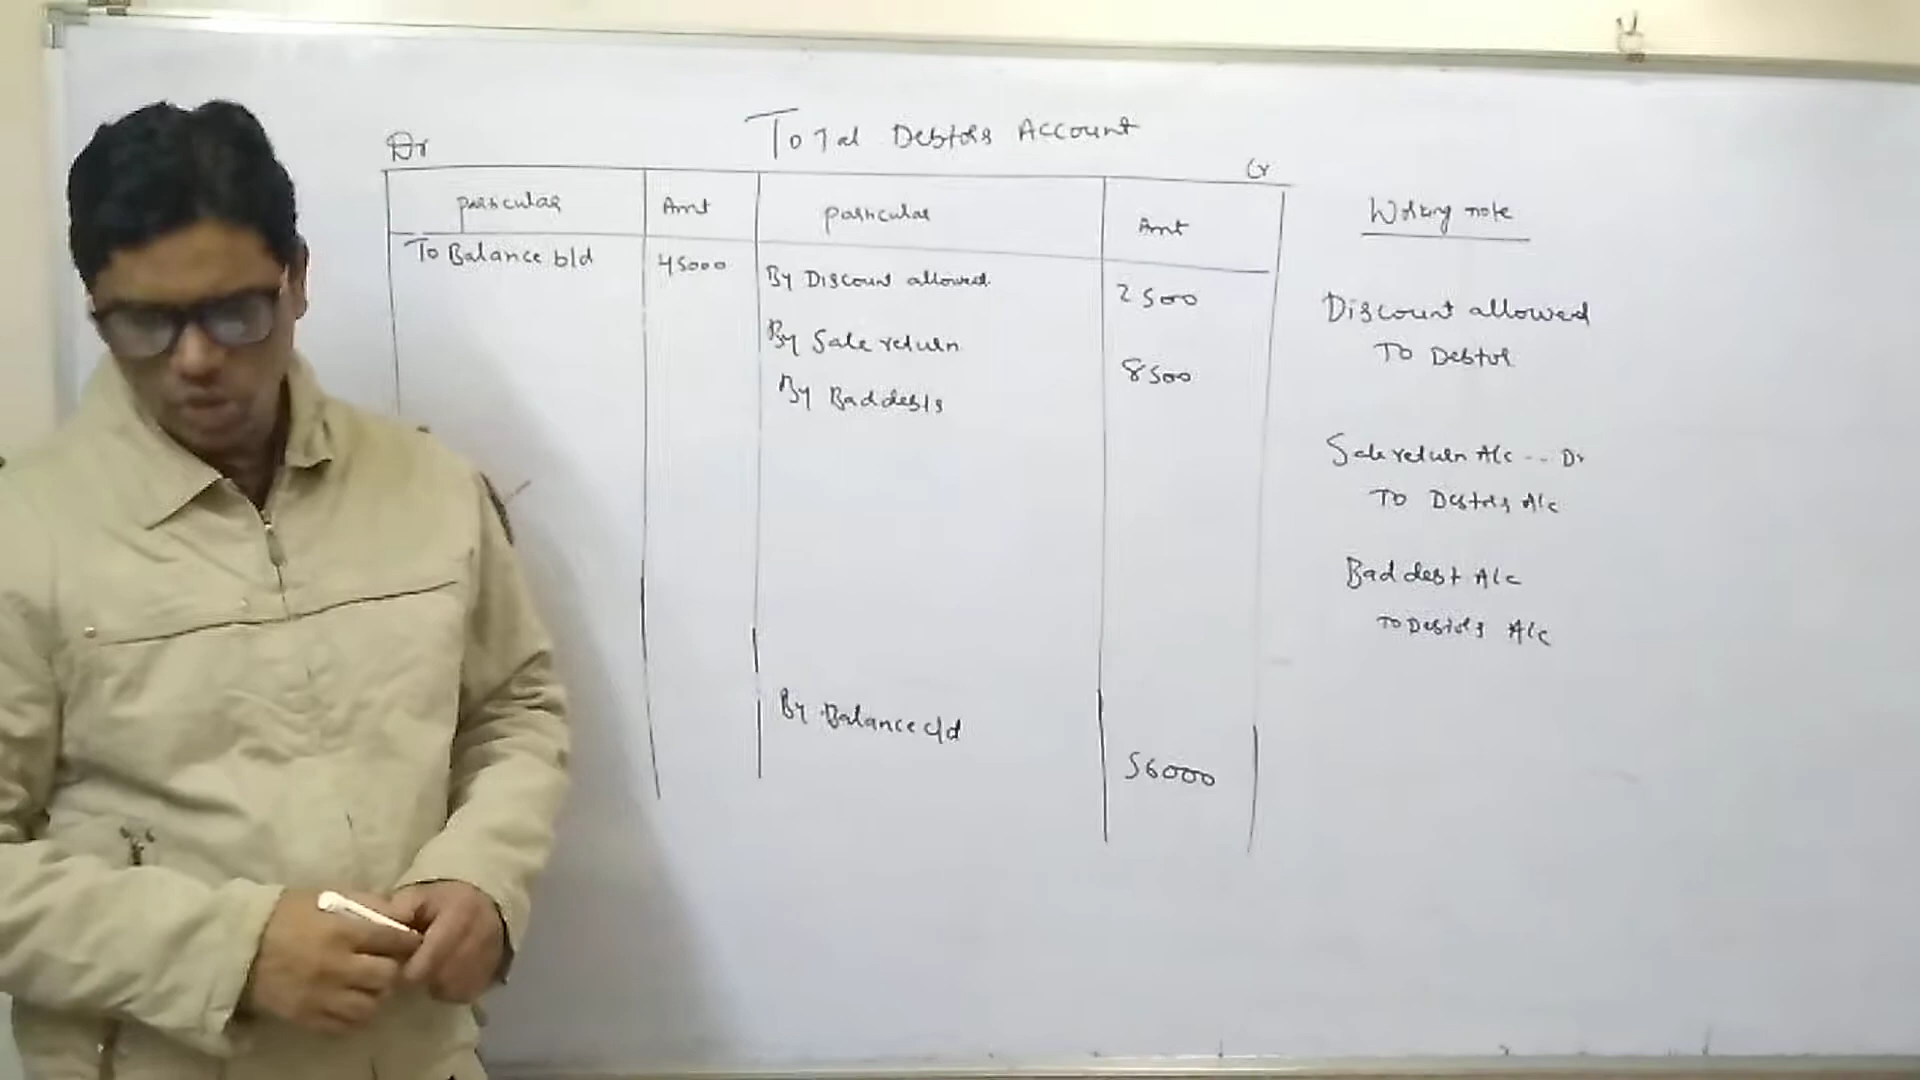 Total Debtors Account
Dr
Cr
Particular Amt Particular Amt
To Balance b/d 45000 By Discount allowed 2500
By Sale return 8500
By Bad debts
By Balance c/d 56000
Working note
Discount allowed
To Debtor
Sale return A/c -- Dr
To Debtors A/c
Bad debt A/c
To Debtors A/c